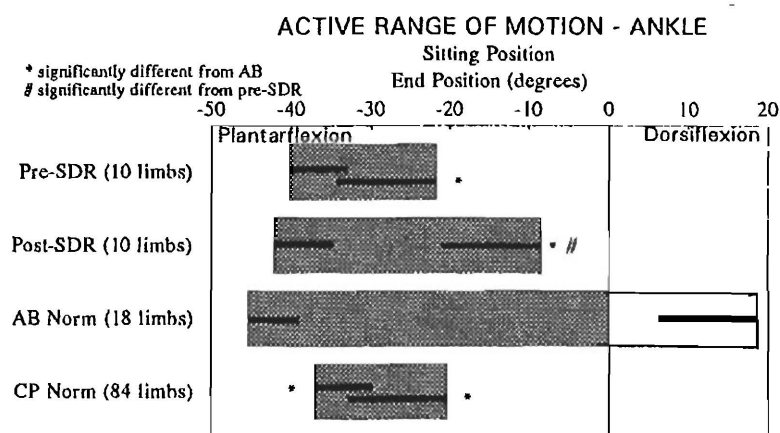 ACTIVE RANGE OF MOTION - ANKLE
Sitting Position
* significantly different from AB
End Position (degrees)
# significantly different from pre-SDR
-50 -40 -30 -20 -10 0 10 20
Plantarflexion Dorsiflexion
Pre-SDR (10 limbs) *
Post-SDR (10 limbs) * #
AB Norm (18 limbs)
CP Norm (84 limbs) * *